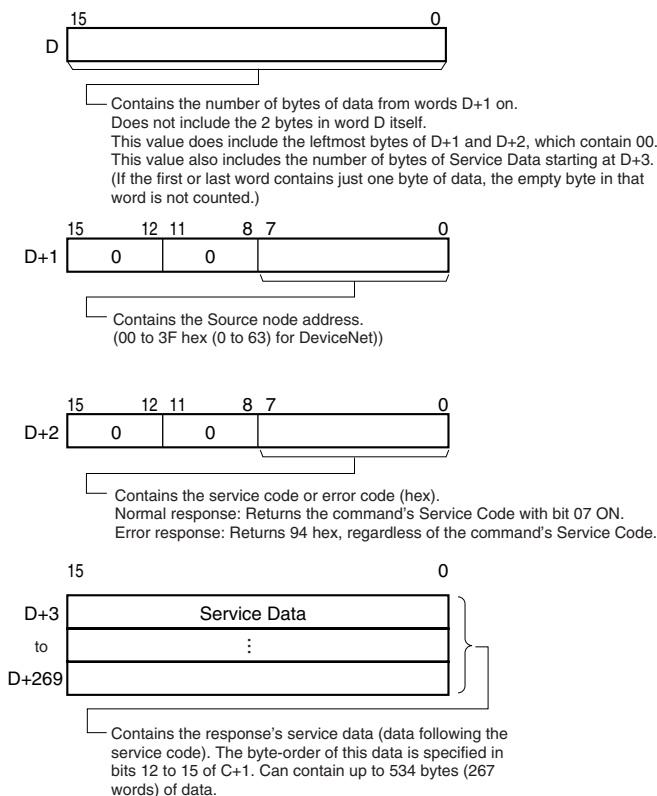 15 0
D
Contains the number of bytes of data from words D+1 on.
Does not include the 2 bytes in word D itself.
This value does include the leftmost bytes of D+1 and D+2, which contain 00.
This value also includes the number of bytes of Service Data starting at D+3.
(If the first or last word contains just one byte of data, the empty byte in that
word is not counted.)
15 12 11 8 7 0
D+1 0 0
Contains the Source node address.
(00 to 3F hex (0 to 63) for DeviceNet))
15 12 11 8 7 0
D+2 0 0
Contains the service code or error code (hex).
Normal response: Returns the command's Service Code with bit 07 ON.
Error response: Returns 94 hex, regardless of the command's Service Code.
15 0
D+3 Service Data
to ⋮
D+269
Contains the response's service data (data following the
service code). The byte-order of this data is specified in
bits 12 to 15 of C+1. Can contain up to 534 bytes (267
words) of data.